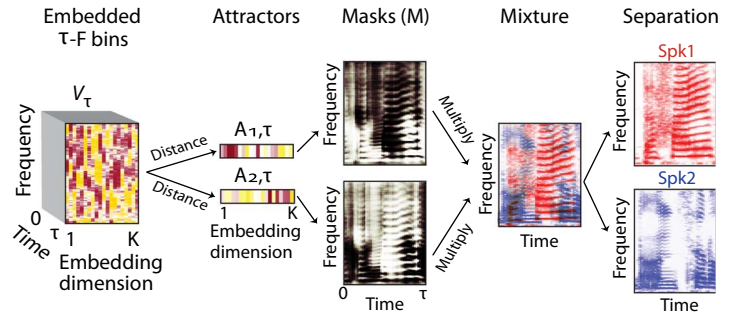 Embedded
τ-F bins
Attractors
Masks (M)
Mixture
Separation
Vτ
Frequency
0
Time
τ
1
K
Embedding
dimension
Distance
Distance
A1,τ
A2,τ
1
K
Embedding
dimension
Frequency
Frequency
0
τ
Time
Multiply
Multiply
Frequency
Time
Spk1
Frequency
Spk2
Frequency
Time